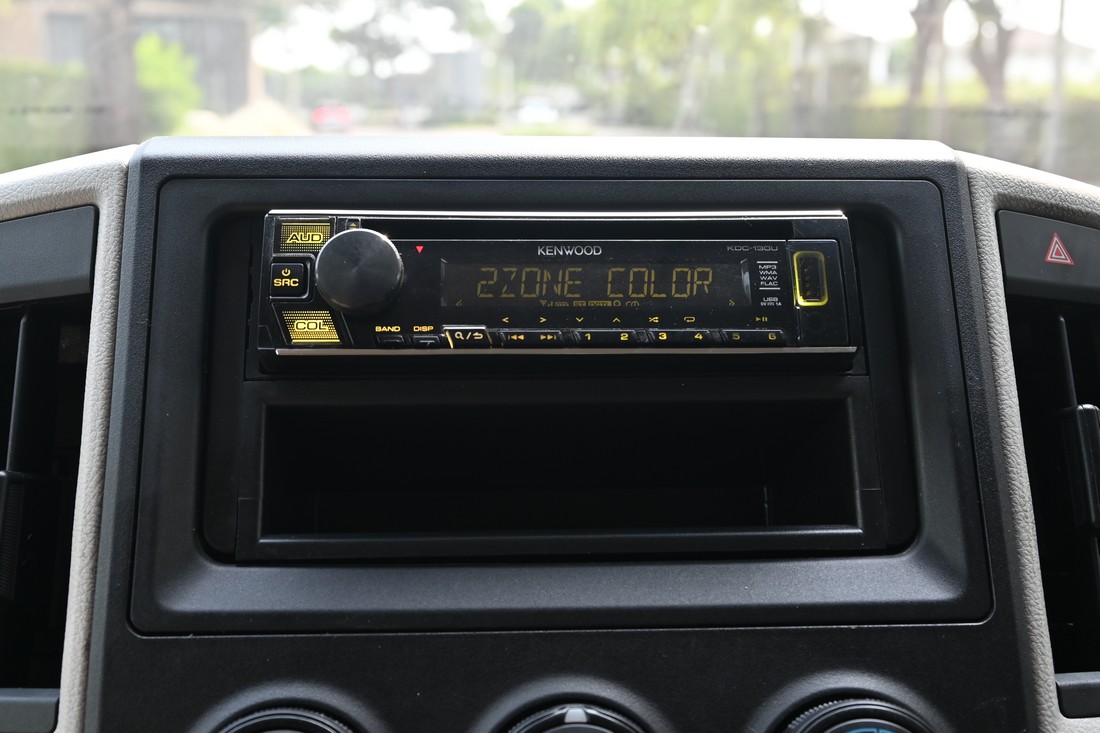 AUD
KENWOOD
KDC-130U
SRC
2ZONE COLOR
MP3
WMA
WAV
FLAC
USB
COL
BAND
DISP
1
2
3
4
5
6